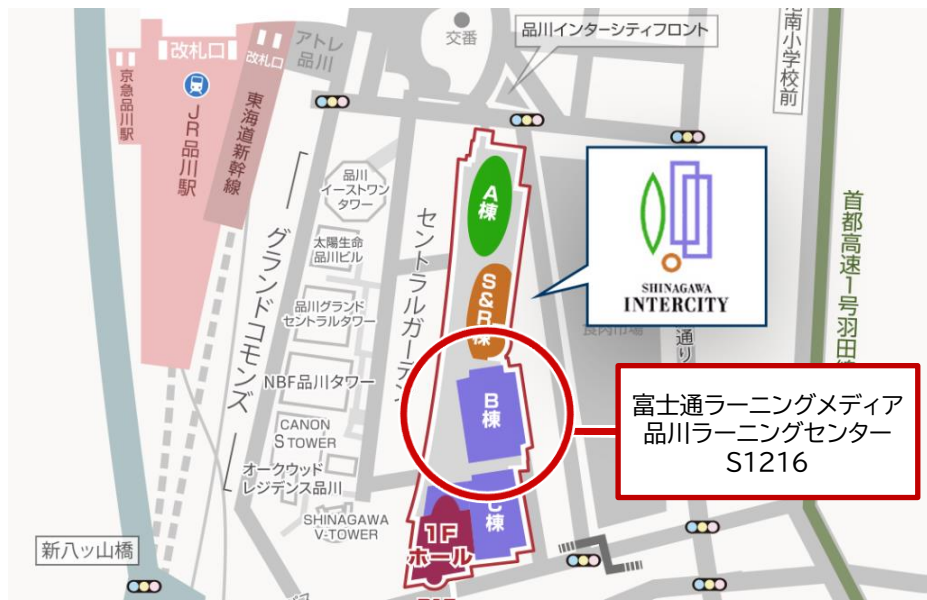 交番
品川インターシティフロント
南小学校前
アトレ
品川
改札口
改札口
京急品川駅
JR品川駅
東海道新幹線
品川
イーストワン
タワー
太陽生命
品川ビル
品川グランド
セントラルタワー
NBF品川タワー
CANON
S TOWER
オークウッド
レジデンス品川
SHINAGAWA
V-TOWER
グランドコモンズ
セントラルガーデン
A棟
S&R棟
B棟
C棟
1F
ホール
SHINAGAWA
INTERCITY
通り
首都高速1号羽田線
富士通ラーニングメディア
品川ラーニングセンター
S1216
新八ッ山橋